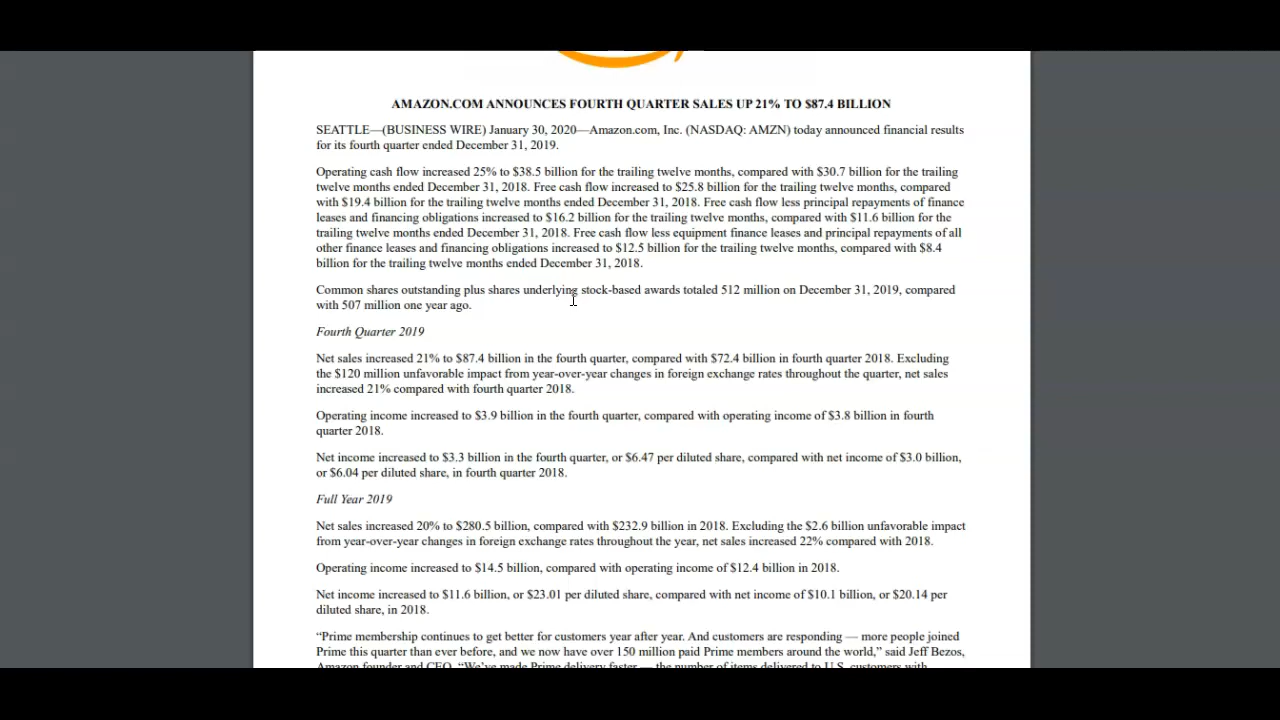 AMAZON.COM ANNOUNCES FOURTH QUARTER SALES UP 21% TO $87.4 BILLION
SEATTLE—(BUSINESS WIRE) January 30, 2020—Amazon.com, Inc. (NASDAQ: AMZN) today announced financial results
for its fourth quarter ended December 31, 2019.
Operating cash flow increased 25% to $38.5 billion for the trailing twelve months, compared with $30.7 billion for the trailing
twelve months ended December 31, 2018. Free cash flow increased to $25.8 billion for the trailing twelve months, compared
with $19.4 billion for the trailing twelve months ended December 31, 2018. Free cash flow less principal repayments of finance
leases and financing obligations increased to $16.2 billion for the trailing twelve months, compared with $11.6 billion for the
trailing twelve months ended December 31, 2018. Free cash flow less equipment finance leases and principal repayments of all
other finance leases and financing obligations increased to $12.5 billion for the trailing twelve months, compared with $8.4
billion for the trailing twelve months ended December 31, 2018.
Common shares outstanding plus shares underlying stock-based awards totaled 512 million on December 31, 2019, compared
with 507 million one year ago.
Fourth Quarter 2019
Net sales increased 21% to $87.4 billion in the fourth quarter, compared with $72.4 billion in fourth quarter 2018. Excluding
the $120 million unfavorable impact from year-over-year changes in foreign exchange rates throughout the quarter, net sales
increased 21% compared with fourth quarter 2018.
Operating income increased to $3.9 billion in the fourth quarter, compared with operating income of $3.8 billion in fourth
quarter 2018.
Net income increased to $3.3 billion in the fourth quarter, or $6.47 per diluted share, compared with net income of $3.0 billion,
or $6.04 per diluted share, in fourth quarter 2018.
Full Year 2019
Net sales increased 20% to $280.5 billion, compared with $232.9 billion in 2018. Excluding the $2.6 billion unfavorable impact
from year-over-year changes in foreign exchange rates throughout the year, net sales increased 22% compared with 2018.
Operating income increased to $14.5 billion, compared with operating income of $12.4 billion in 2018.
Net income increased to $11.6 billion, or $23.01 per diluted share, compared with net income of $10.1 billion, or $20.14 per
diluted share, in 2018.
“Prime membership continues to get better for customers year after year. And customers are responding — more people joined
Prime this quarter than ever before, and we now have over 150 million paid Prime members around the world,” said Jeff Bezos,
Amazon founder and CEO. “We’ve made Prime delivery faster — the number of items delivered to U.S. customers with